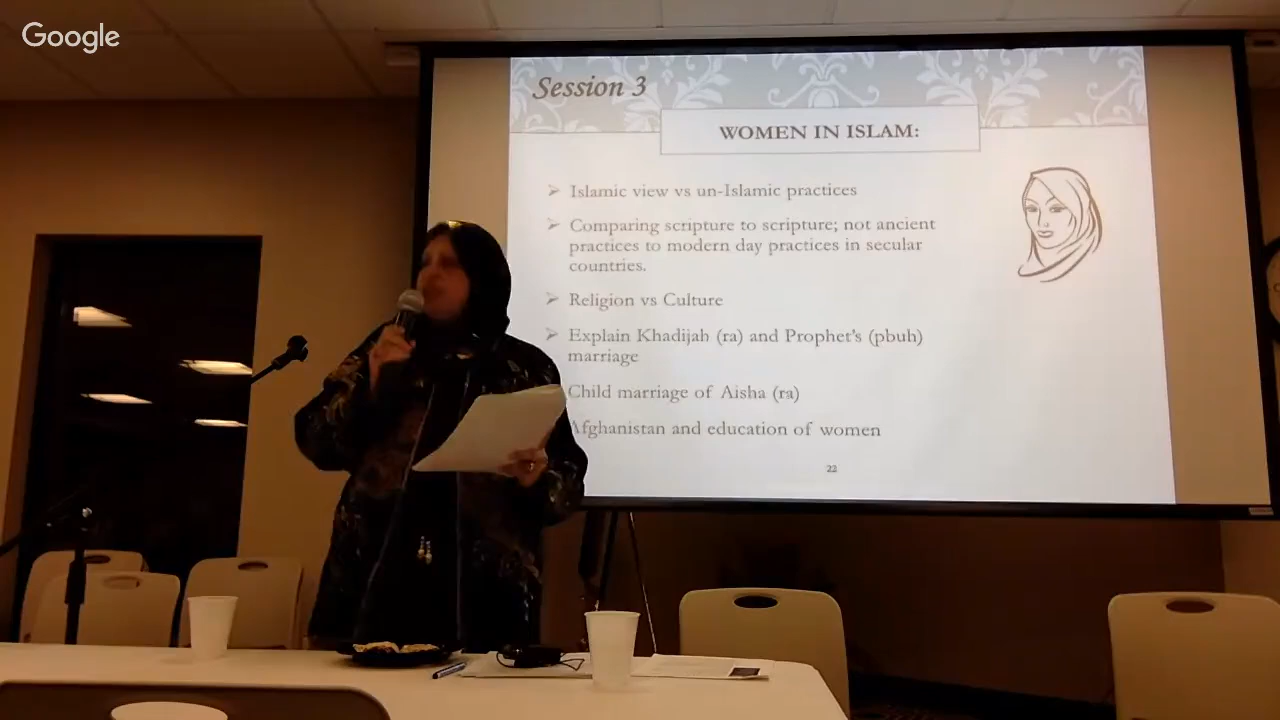 Google
Session 3
WOMEN IN ISLAM:
Islamic view vs un-Islamic practices
Comparing scripture to scripture; not ancient
practices to modern day practices in secular
countries.
Religion vs Culture
Explain Khadijah (ra) and Prophet's (pbuh)
marriage
Child marriage of Aisha (ra)
Afghanistan and education of women
22